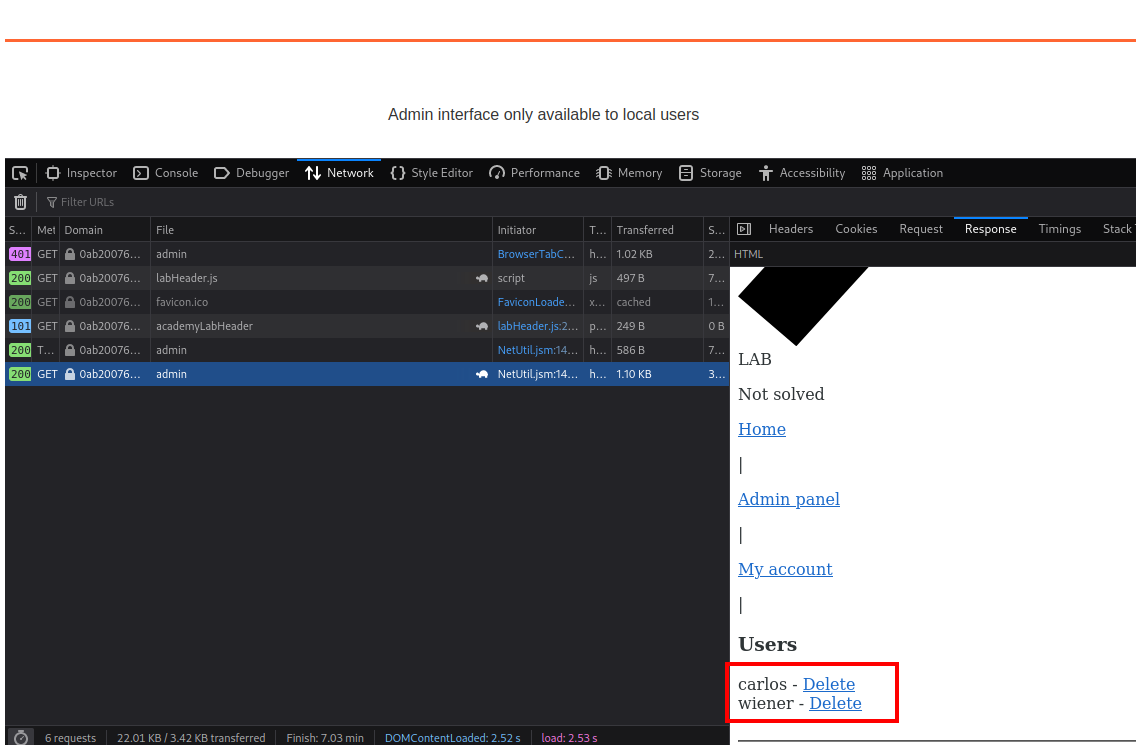 Admin interface only available to local users
Inspector Console Debugger Network Style Editor Performance Memory Storage Accessibility Application
Filter URLs
S... Met Domain File Initiator T... Transferred S...
401 GET 0ab20076... admin BrowserTabC... h... 1.02 KB 2...
200 GET 0ab20076... labHeader.js script js 497 B 7...
200 GET 0ab20076... favicon.ico FaviconLoade... x... cached 1...
101 GET 0ab20076... academyLabHeader labHeader.js:2... p... 249 B 0 B
200 T... 0ab20076... admin NetUtil.jsm:14... h... 586 B 7...
200 GET 0ab20076... admin NetUtil.jsm:14... h... 1.10 KB 3...
6 requests 22.01 KB / 3.42 KB transferred Finish: 7.03 min DOMContentLoaded: 2.52 s load: 2.53 s
Headers Cookies Request Response Timings Stack
HTML
LAB
Not solved
Home
|
Admin panel
|
My account
|
Users
carlos - Delete
wiener - Delete